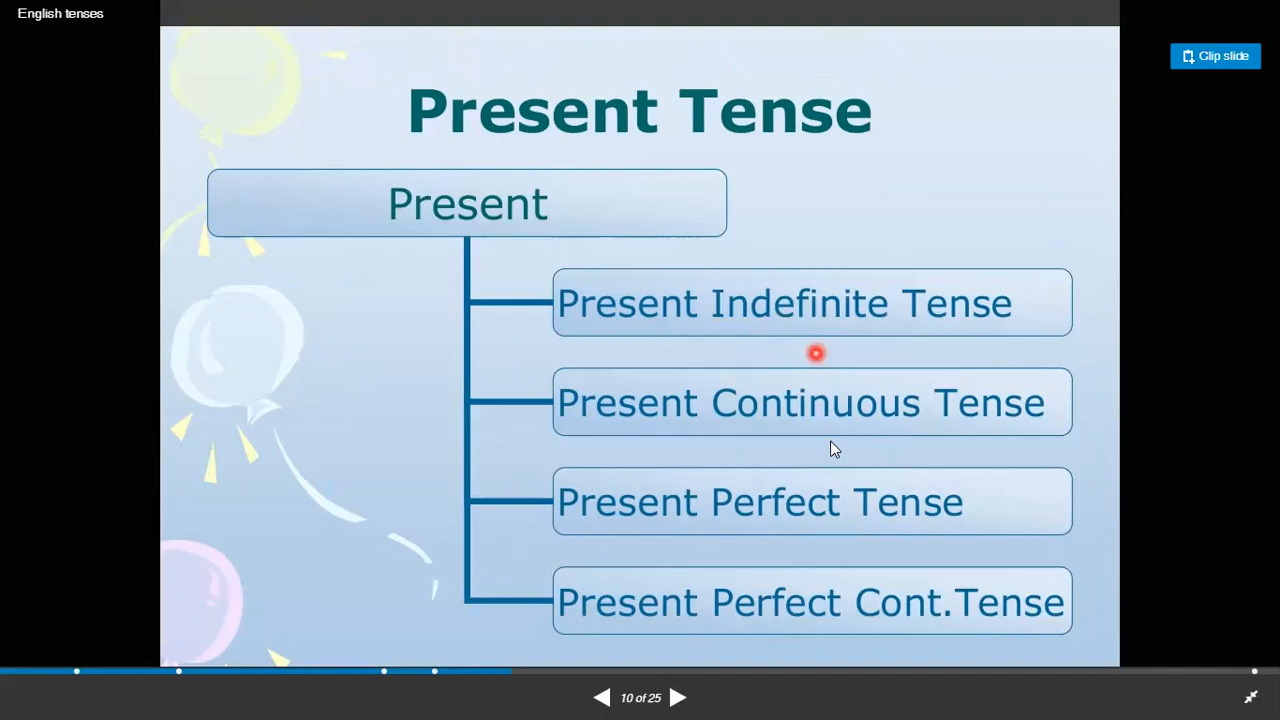 English tenses
Clip slide
Present Tense
Present
Present Indefinite Tense
Present Continuous Tense
Present Perfect Tense
Present Perfect Cont.Tense
10 of 25